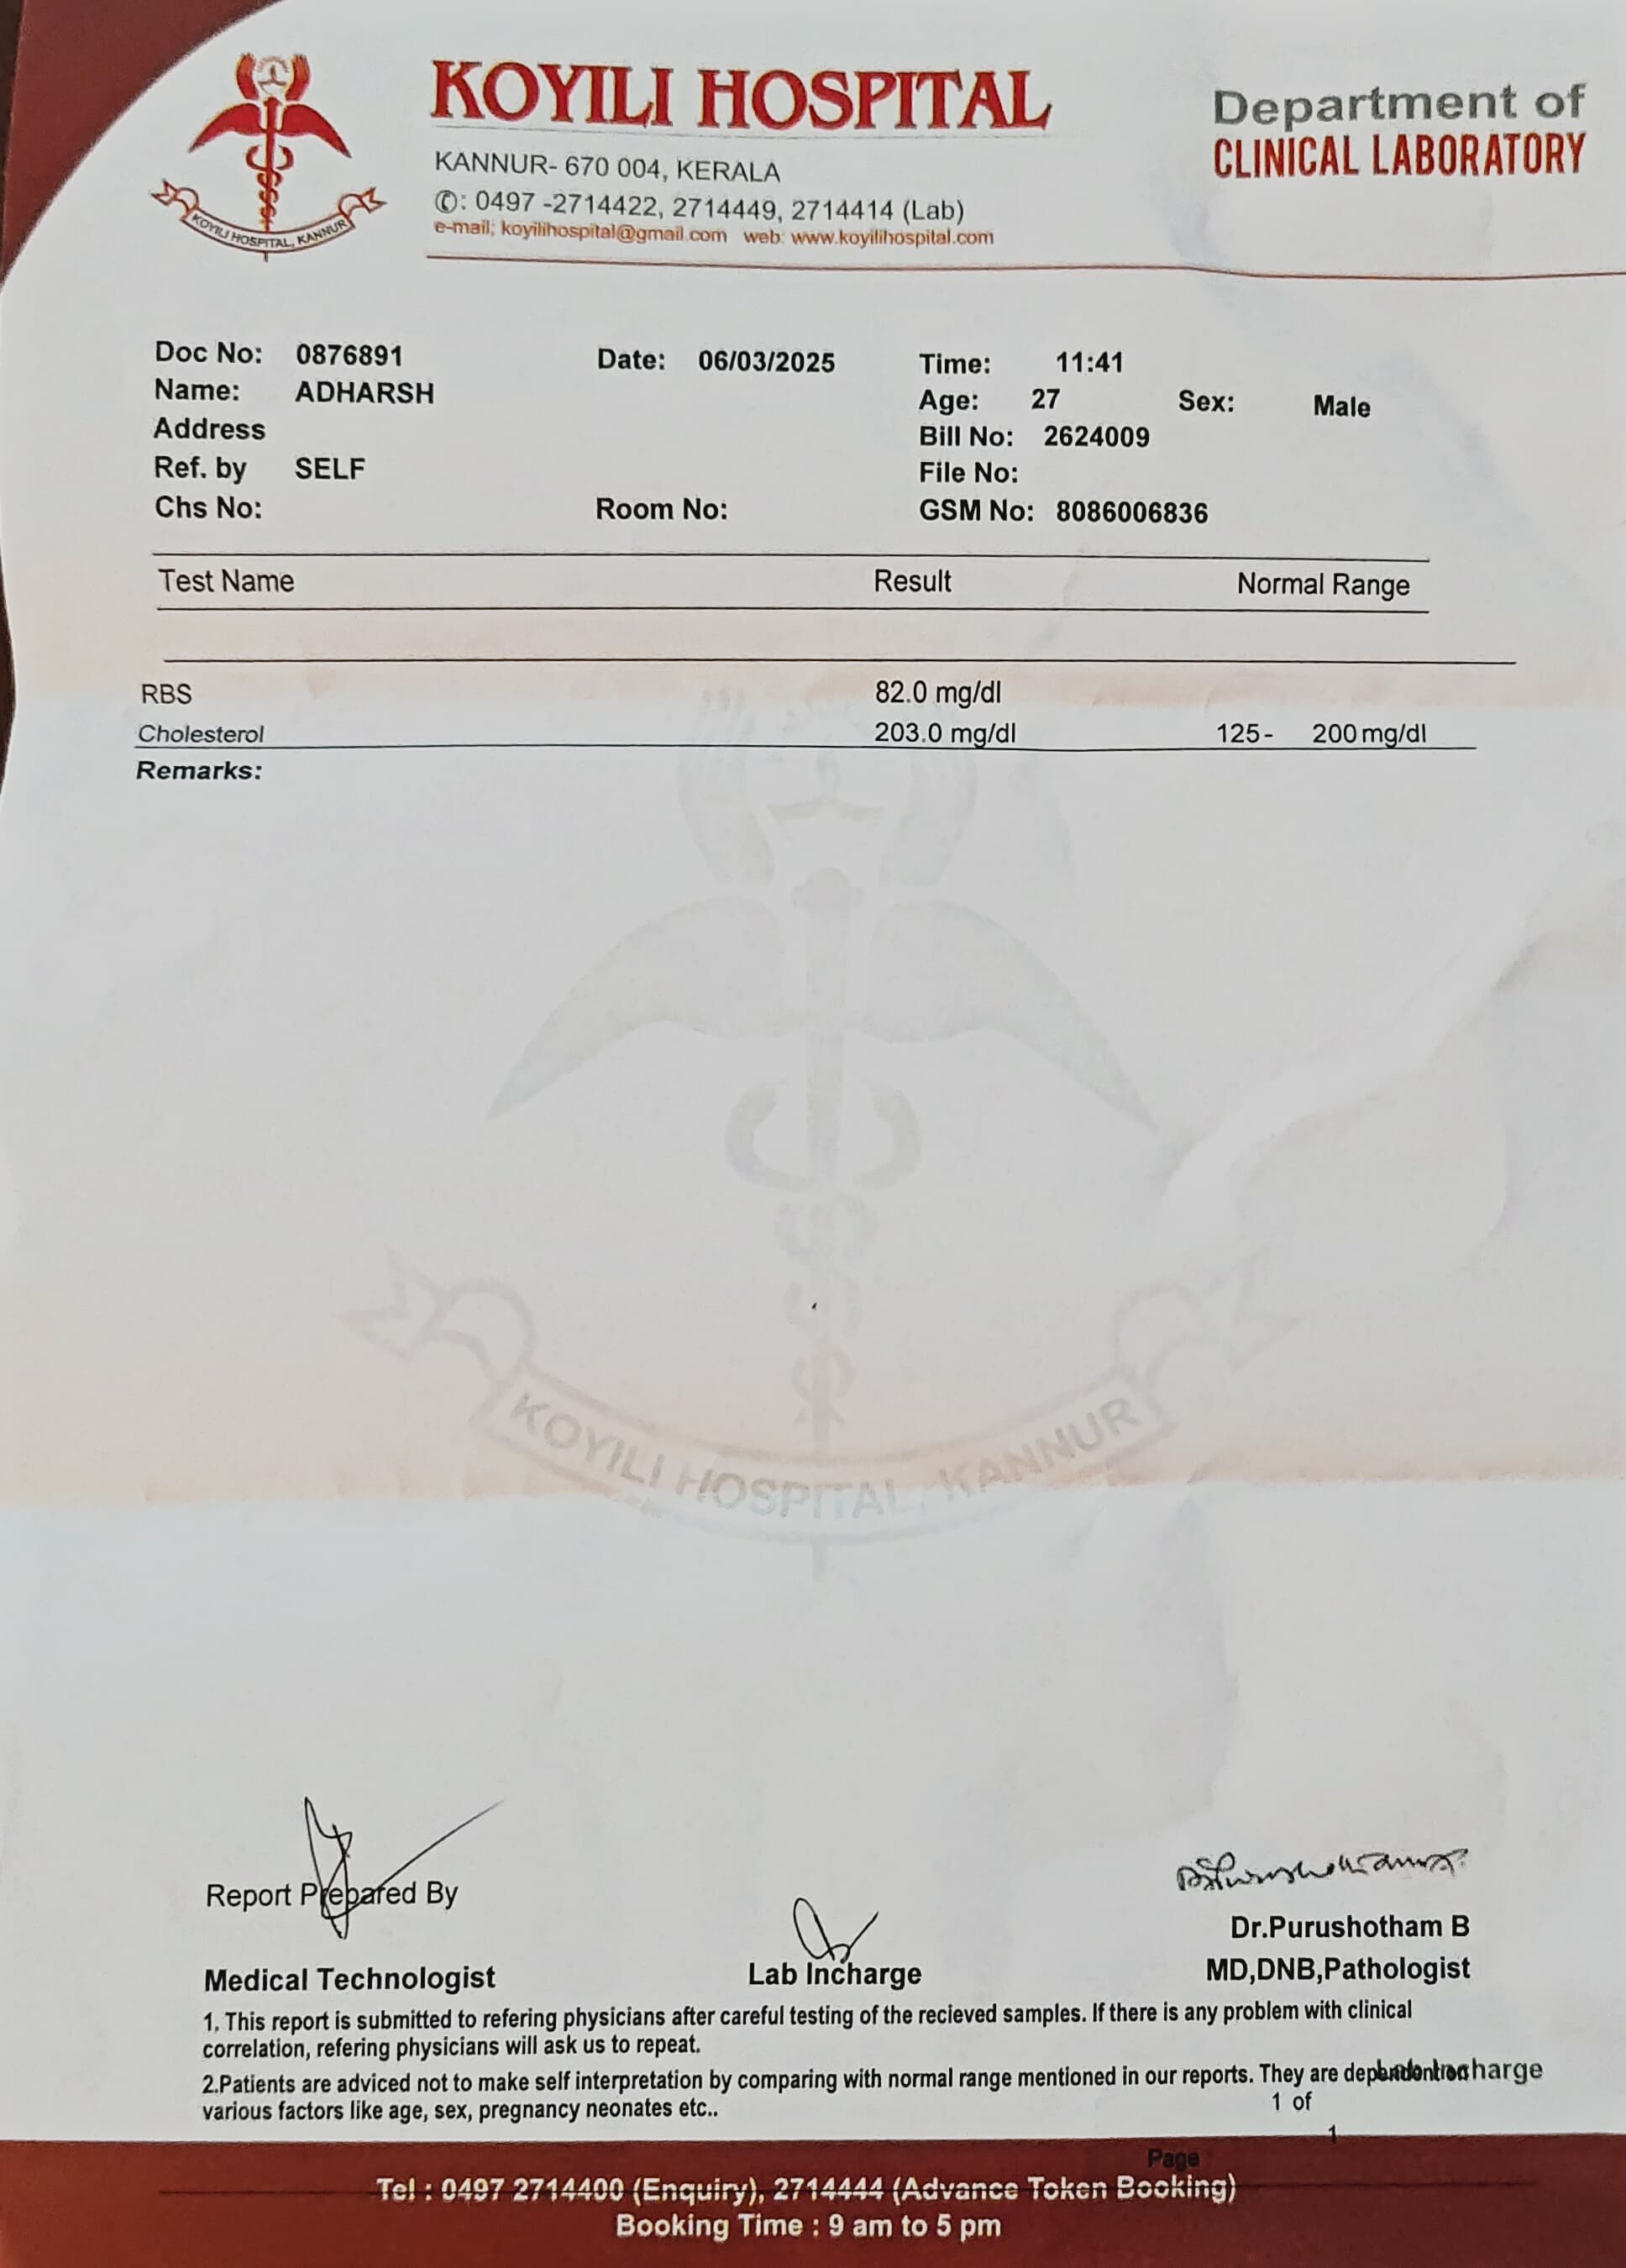 KOYILI HOSPITAL
KANNUR- 670 004, KERALA
✆: 0497 -2714422, 2714449, 2714414 (Lab)
e-mail; koyilihospital@gmail.com web: www.koyilihospital.com
Department of
CLINICAL LABORATORY
KOYILI HOSPITAL, KANNUR
Doc No: 0876891 Date: 06/03/2025 Time: 11:41
Name: ADHARSH Age: 27 Sex: Male
Address Bill No: 2624009
Ref. by SELF File No:
Chs No: Room No: GSM No: 8086006836
Test Name Result Normal Range
RBS 82.0 mg/dl
Cholesterol 203.0 mg/dl 125- 200 mg/dl
Remarks:
KOYILI HOSPITAL, KANNUR
Report Prepared By
Medical Technologist
Lab Incharge
Dr.Purushotham B
MD,DNB,Pathologist
1. This report is submitted to refering physicians after careful testing of the recieved samples. If there is any problem with clinical
correlation, refering physicians will ask us to repeat.
2.Patients are adviced not to make self interpretation by comparing with normal range mentioned in our reports. They are
various factors like age, sex, pregnancy neonates etc..
1 of
1
Page
Tel : 0497 2714400 (Enquiry), 2714444 (Advance Token Booking)
Booking Time : 9 am to 5 pm